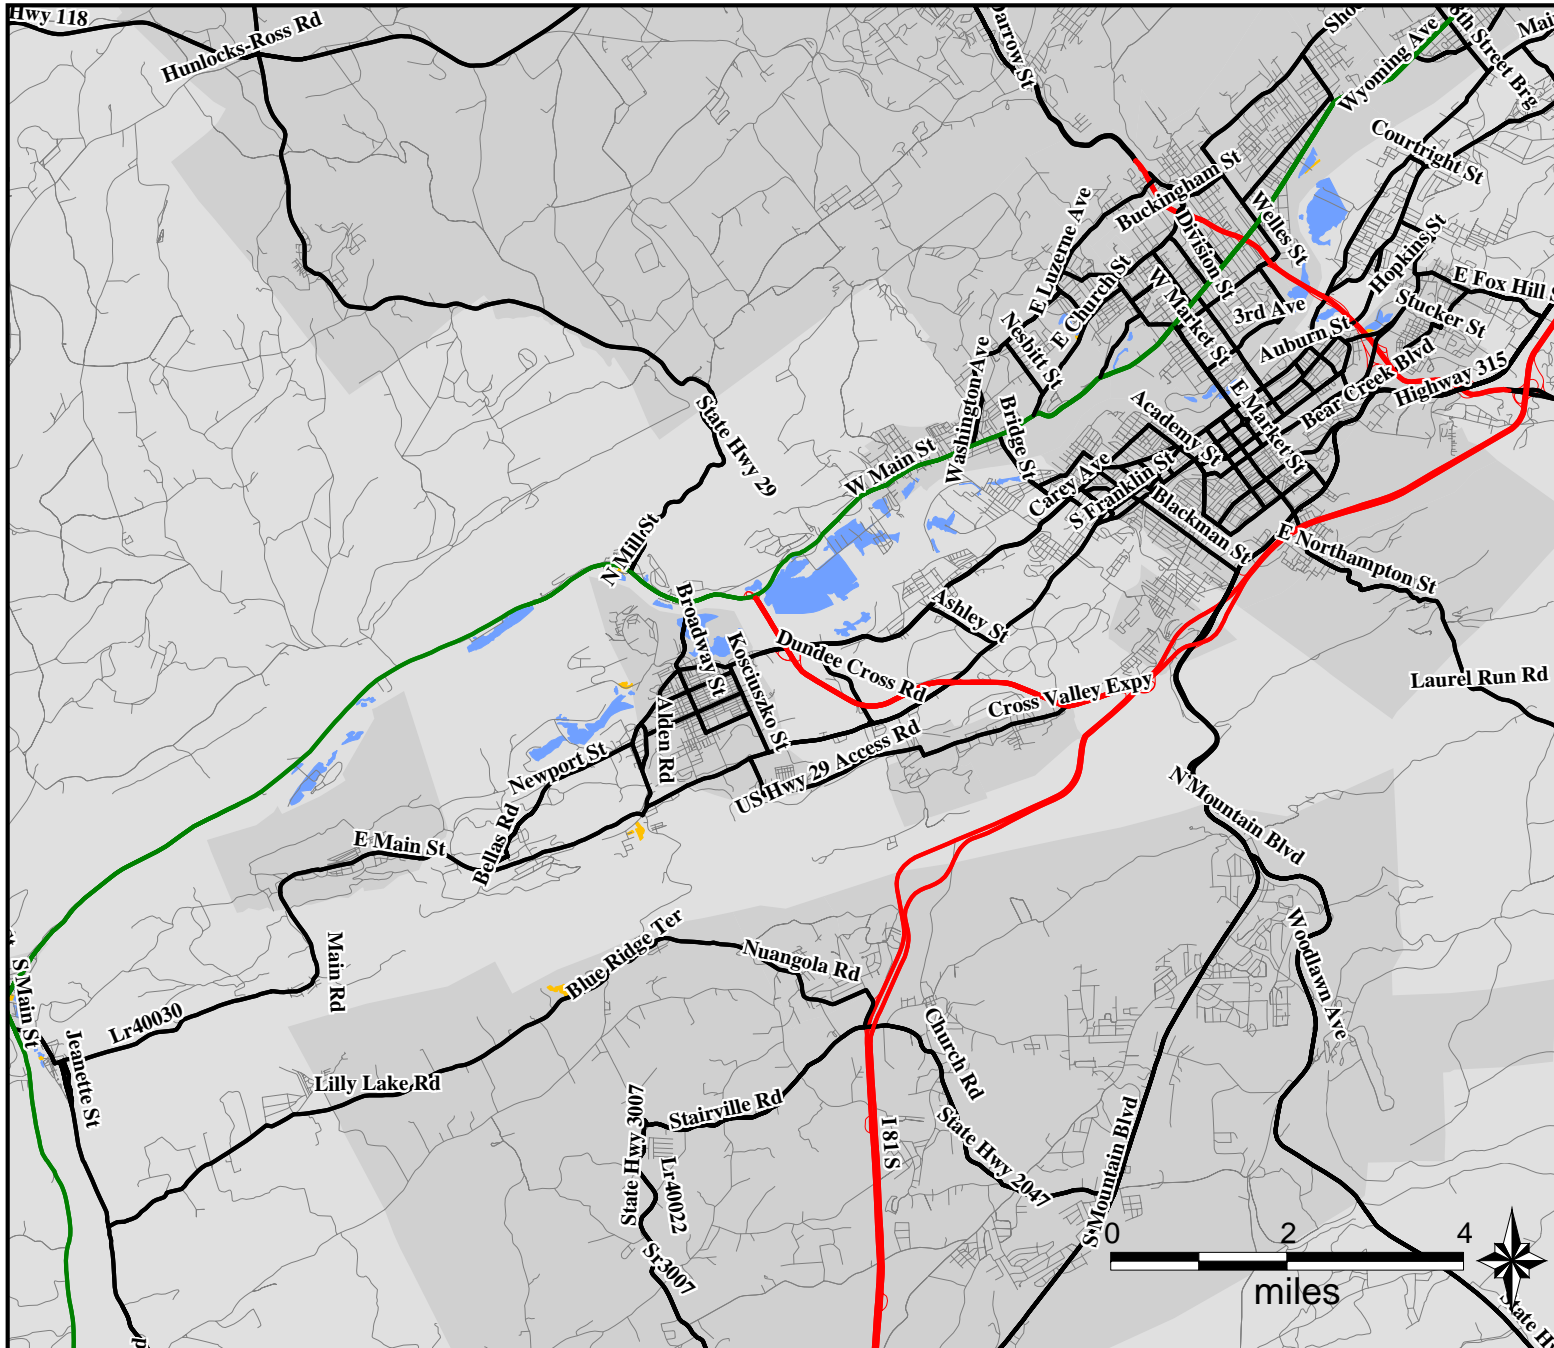 Hwy 118
Hunlocks-Ross Rd
Darrow St
Wyoming Ave
8th Street Brg
Courtright St
Buckingham St
Welles St
Division St
E Luzerne Ave
E Church St
Hopkins St
E Fox Hill
Stucker St
W Market St
3rd Ave
Auburn St
Nesbitt St
Bear Creek Blvd
Highway 315
Washington Ave
State Hwy 29
Bridge St
Academy St
E Market St
W Main St
Carey Ave
S Franklin St
Blackman St
N Mill St
E Northampton St
Broadway St
Ashley St
Kosciuszko St
Dundee Cross Rd
Laurel Run Rd
Cross Valley Expy
Alden Rd
Newport St
US Hwy 29 Access Rd
N Mountain Blvd
E Main St
Bellas Rd
Blue Ridge Ter
Woodlawn Ave
Main Rd
Nuangola Rd
S Main St
Lr40030
Jeanette St
Church Rd
Lilly Lake Rd
Stairville Rd
State Hwy 3007
I 81 S
State Hwy 2047
Lr40022
S Mountain Blvd
Sr3007
0 2 4
miles